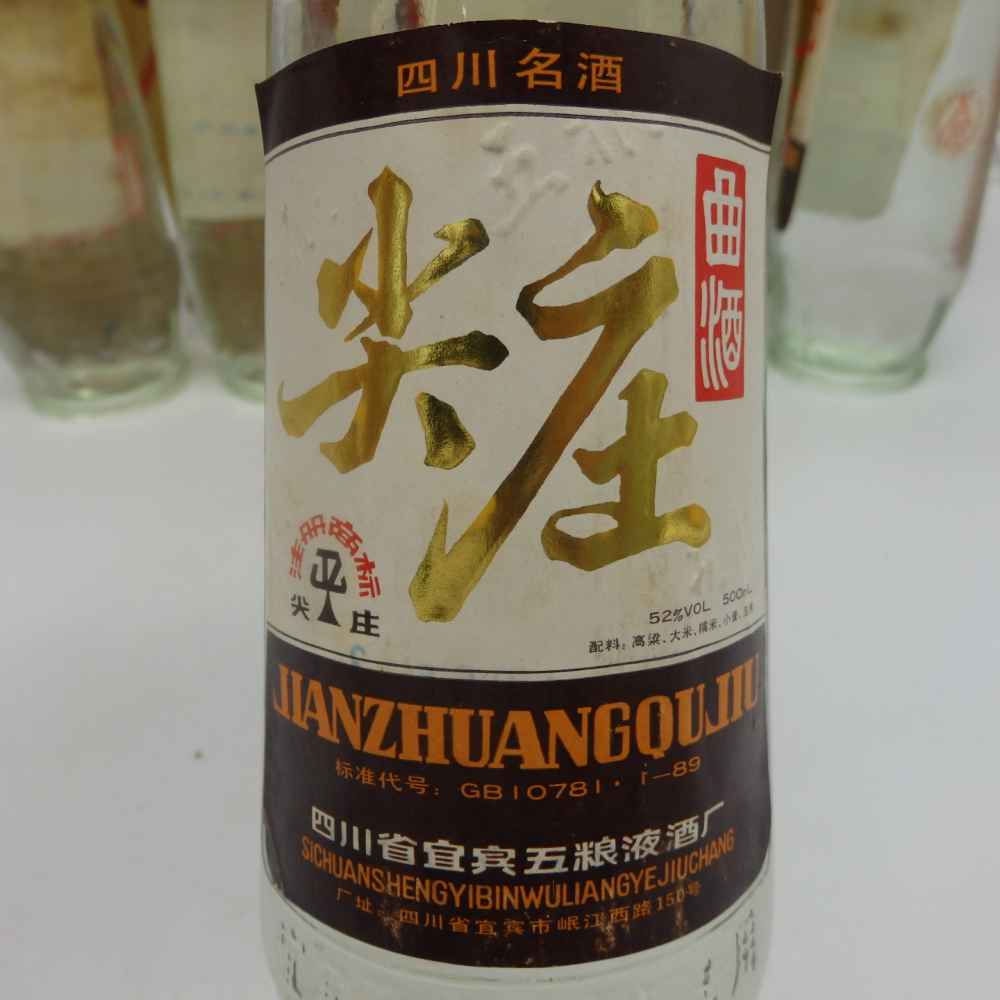 四川名酒
尖庄
曲酒
注册商标
尖庄
52%VOL 500mL
配料：高粱、大米、糯米、小麦、玉米
JIANZHUANGQUJIU
标准代号：GB10781·1-89
四川省宜宾五粮液酒厂
SICHUANSHENGYIBINWULIANGYEJIUCHANG
厂址：四川省宜宾市岷江西路150号